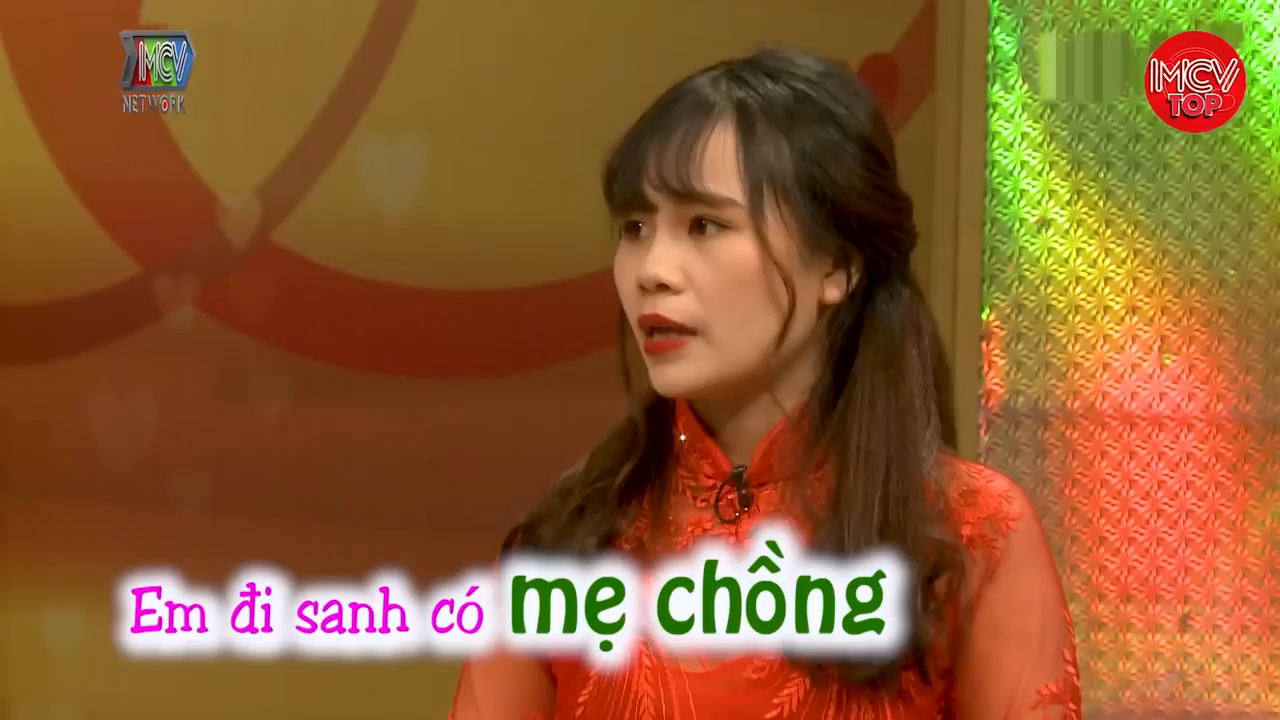 MCV
NETWORK
MCV
TOP
Em đi sanh có mẹ chồng